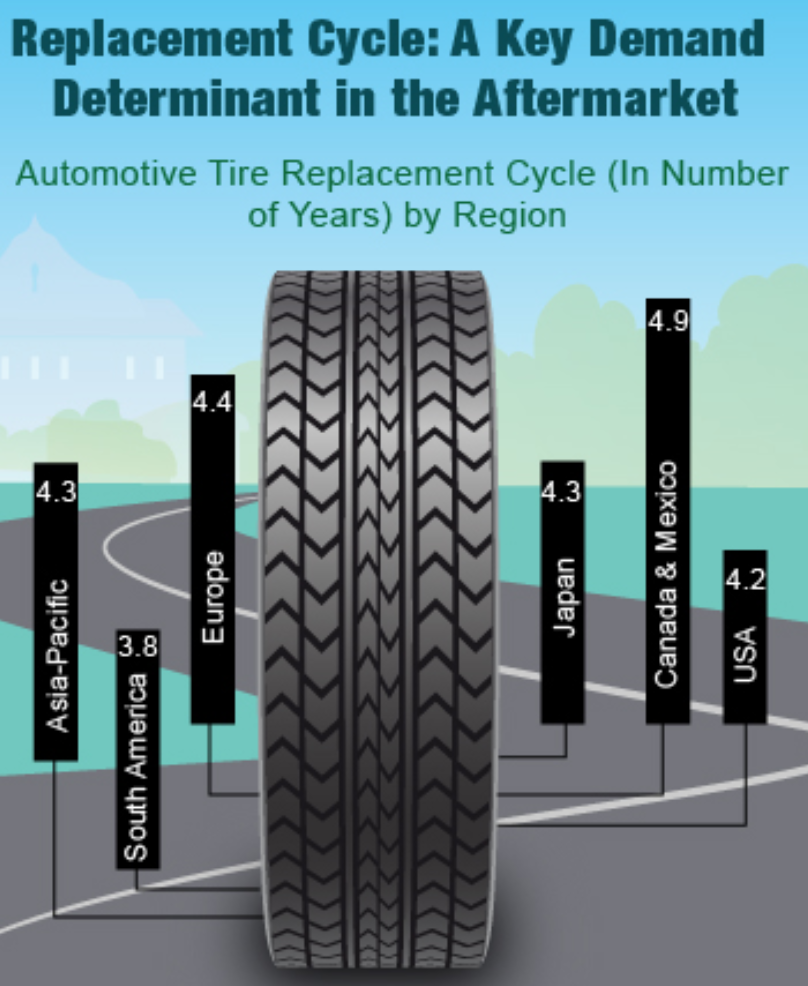 Replacement Cycle: A Key Demand
Determinant in the Aftermarket
Automotive Tire Replacement Cycle (In Number
of Years) by Region
4.3
Asia-Pacific
3.8
South America
4.4
Europe
4.3
Japan
4.9
Canada & Mexico
4.2
USA